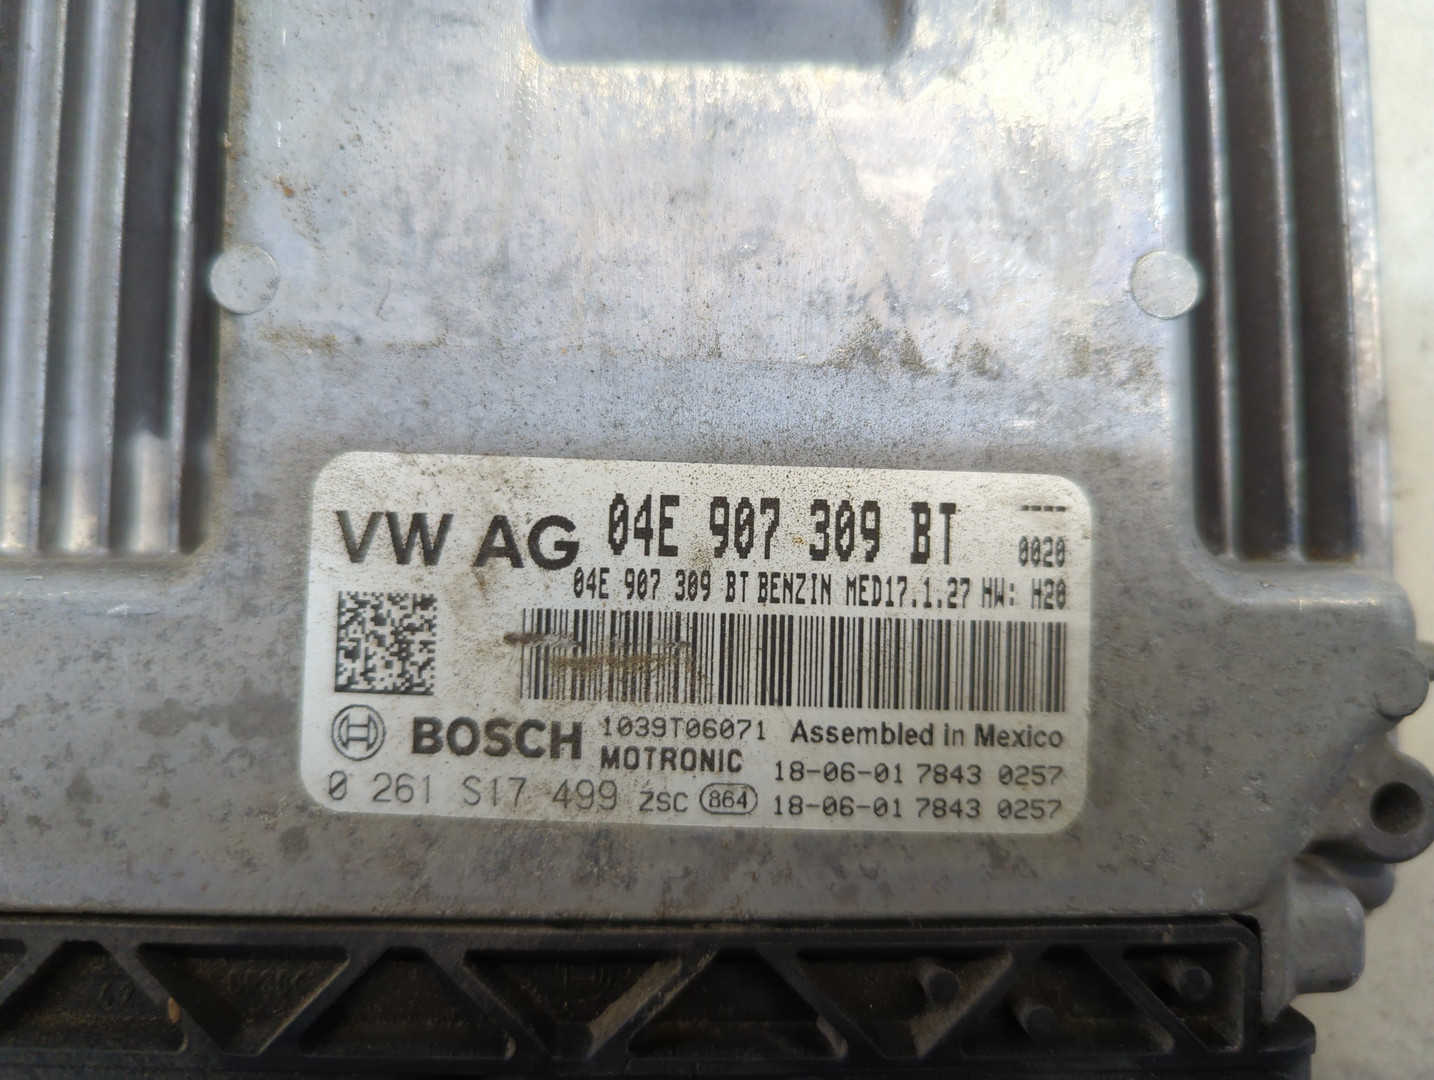 VW AG 04E 907 309 BT ----
0020
04E 907 309 BT BENZIN MED17.1.27 HW: H20
BOSCH 1039T06071 Assembled in Mexico
MOTRONIC 18-06-01 7843 0257
0 261 S17 499 ZSC 864 18-06-01 7843 0257